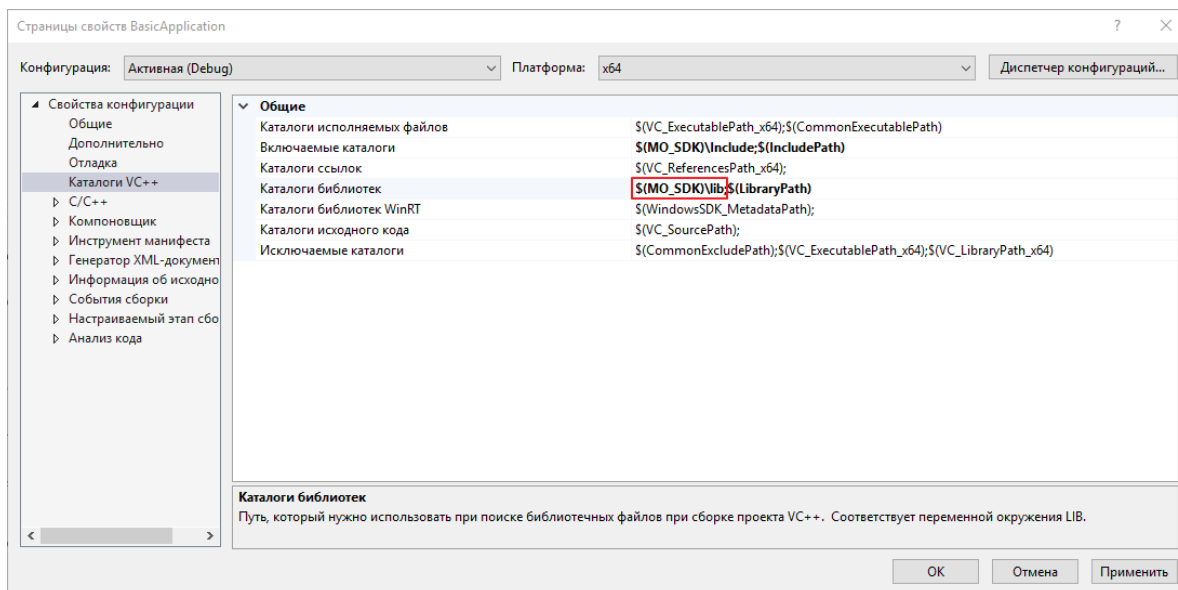 Страницы свойств BasicApplication
Конфигурация: Активная (Debug) Платформа: x64 Диспетчер конфигураций...
Свойства конфигурации
Общие
Дополнительно
Отладка
Каталоги VC++
C/C++
Компоновщик
Инструмент манифеста
Генератор XML-документ
Информация об исходно
События сборки
Настраиваемый этап сбо
Анализ кода
Общие
Каталоги исполняемых файлов $(VC_ExecutablePath_x64);$(CommonExecutablePath)
Включаемые каталоги $(MO_SDK)\Include;$(IncludePath)
Каталоги ссылок $(VC_ReferencesPath_x64);
Каталоги библиотек $(MO_SDK)\lib;$(LibraryPath)
Каталоги библиотек WinRT $(WindowsSDK_MetadataPath);
Каталоги исходного кода $(VC_SourcePath);
Исключаемые каталоги $(CommonExcludePath);$(VC_ExecutablePath_x64);$(VC_LibraryPath_x64)
Каталоги библиотек
Путь, который нужно использовать при поиске библиотечных файлов при сборке проекта VC++. Соответствует переменной окружения LIB.
ОК Отмена Применить